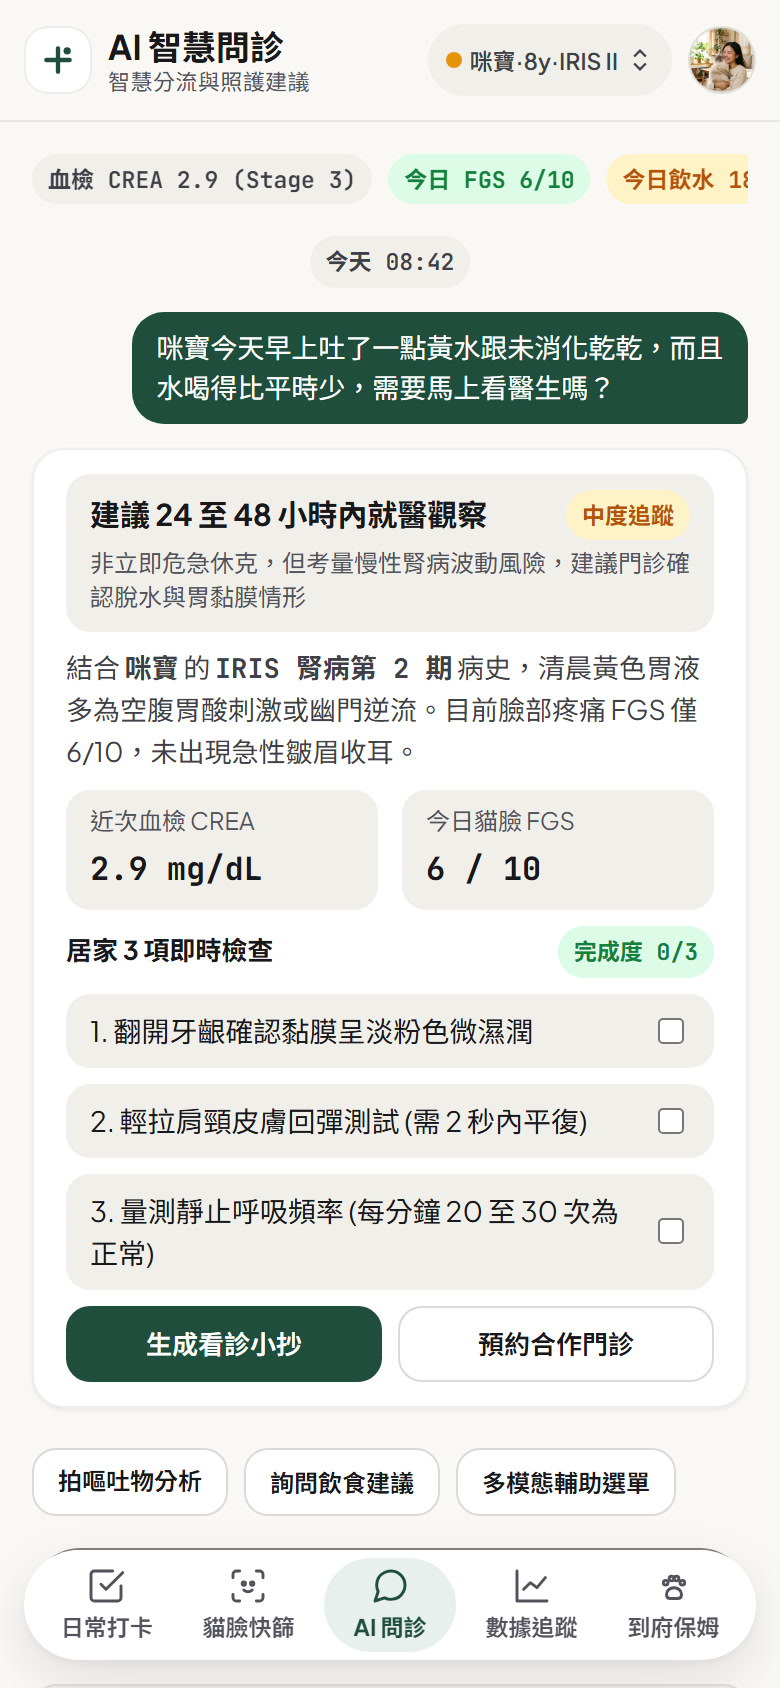 AI 智慧問診
智慧分流與照護建議
咪寶·8y·IRIS II
血檢 CREA 2.9 (Stage 3)
今日 FGS 6/10
今日飲水
今天 08:42
咪寶今天早上吐了一點黃水跟未消化乾乾，而且
水喝得比平時少，需要馬上看醫生嗎？
建議 24 至 48 小時內就醫觀察
中度追蹤
非立即危急休克，但考量慢性腎病波動風險，建議門診確
認脫水與胃黏膜情形
結合 咪寶 的 IRIS 腎病第 2 期 病史，清晨黃色胃液
多為空腹胃酸刺激或幽門逆流。目前臉部疼痛 FGS 僅
6/10，未出現急性皺眉收耳。
近次血檢 CREA
2.9 mg/dL
今日貓臉 FGS
6 / 10
居家 3 項即時檢查
完成度 0/3
1. 翻開牙齦確認黏膜呈淡粉色微濕潤
2. 輕拉肩頸皮膚回彈測試 (需 2 秒內平復)
3. 量測靜止呼吸頻率 (每分鐘 20 至 30 次為
正常)
生成看診小抄
預約合作門診
拍嘔吐物分析
詢問飲食建議
多模態輔助選單
日常打卡
貓臉快篩
AI 問診
數據追蹤
到府保姆